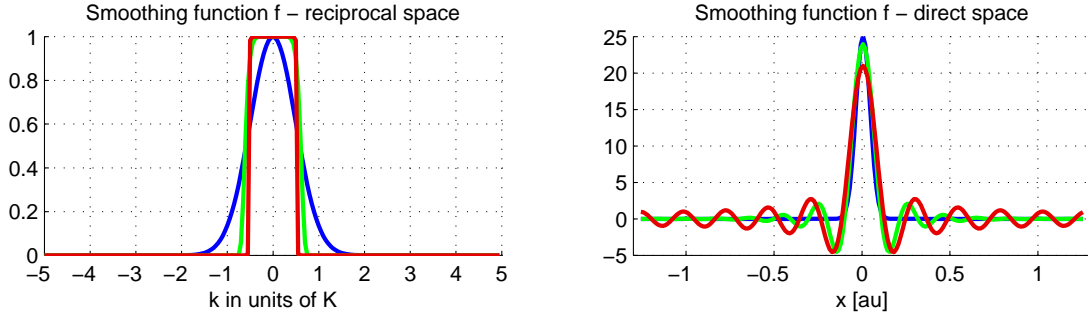 Smoothing function f − reciprocal space
1
0.8
0.6
0.4
0.2
0
−5 −4 −3 −2 −1 0 1 2 3 4 5
k in units of K
Smoothing function f − direct space
25
20
15
10
5
0
−5
−1 −0.5 0 0.5 1
x [au]